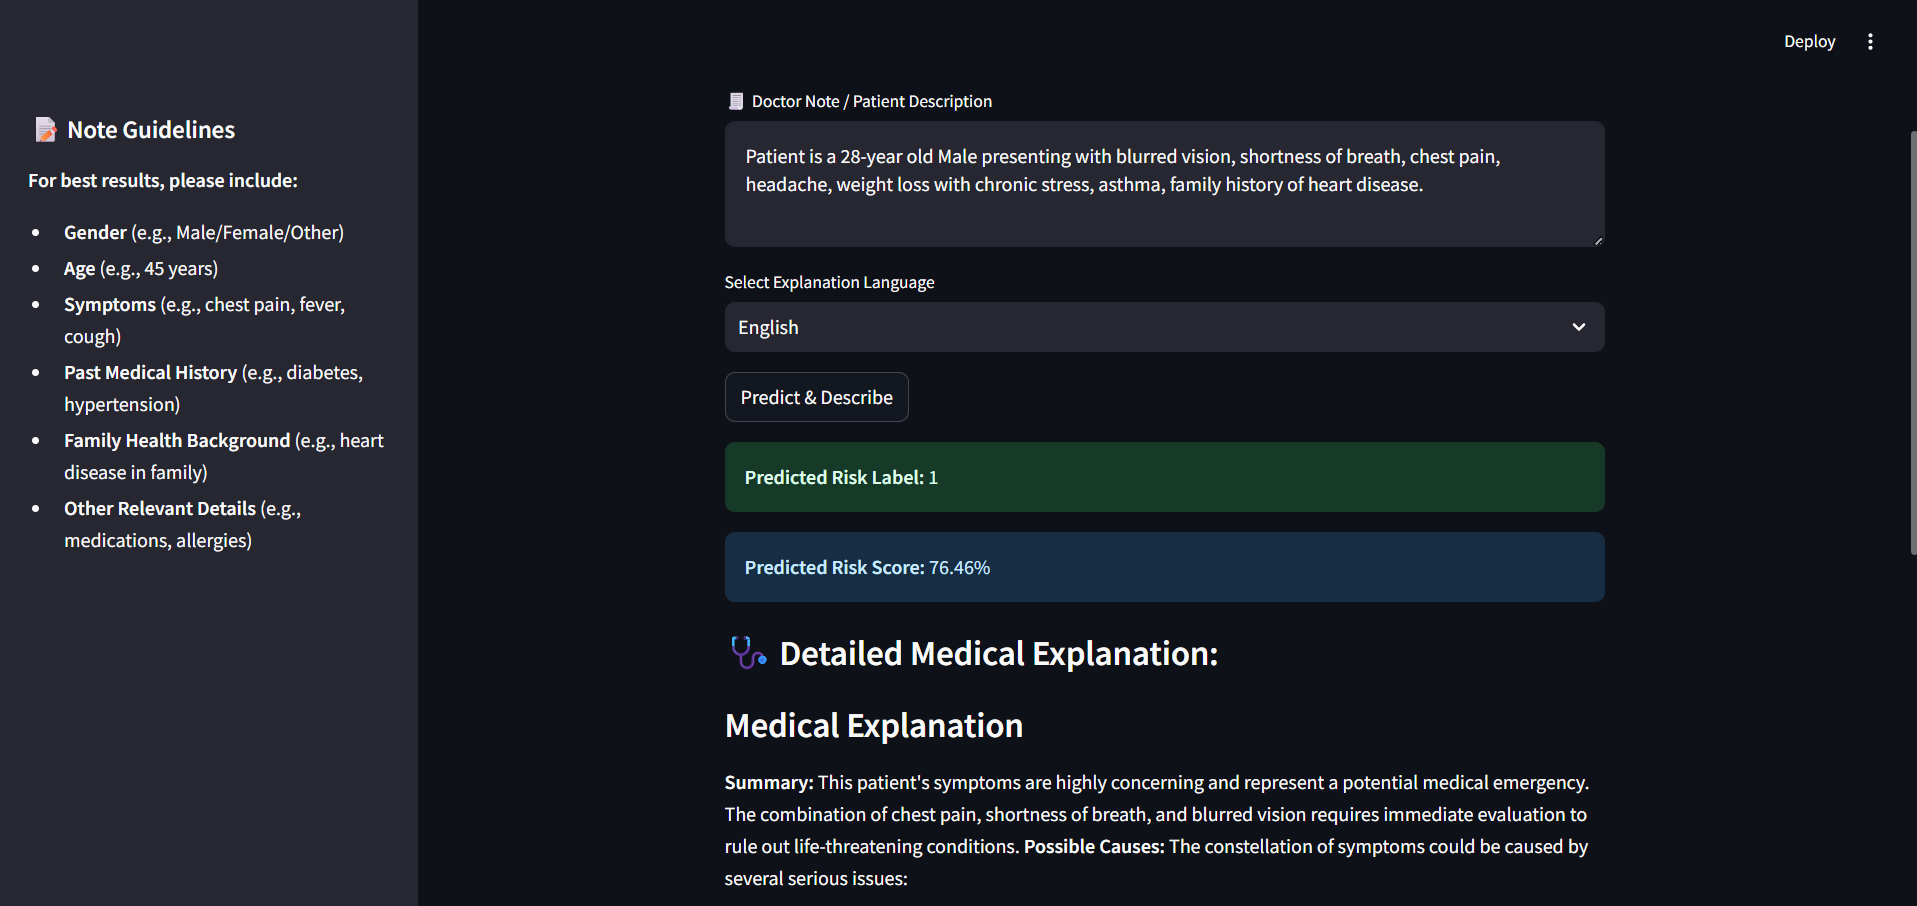 Deploy
Note Guidelines
For best results, please include:
Gender (e.g., Male/Female/Other)
Age (e.g., 45 years)
Symptoms (e.g., chest pain, fever,
cough)
Past Medical History (e.g., diabetes,
hypertension)
Family Health Background (e.g., heart
disease in family)
Other Relevant Details (e.g.,
medications, allergies)
Doctor Note / Patient Description
Patient is a 28-year old Male presenting with blurred vision, shortness of breath, chest pain,
headache, weight loss with chronic stress, asthma, family history of heart disease.
Select Explanation Language
English
Predict & Describe
Predicted Risk Label: 1
Predicted Risk Score: 76.46%
Detailed Medical Explanation:
Medical Explanation
Summary: This patient's symptoms are highly concerning and represent a potential medical emergency.
The combination of chest pain, shortness of breath, and blurred vision requires immediate evaluation to
rule out life-threatening conditions. Possible Causes: The constellation of symptoms could be caused by
several serious issues: